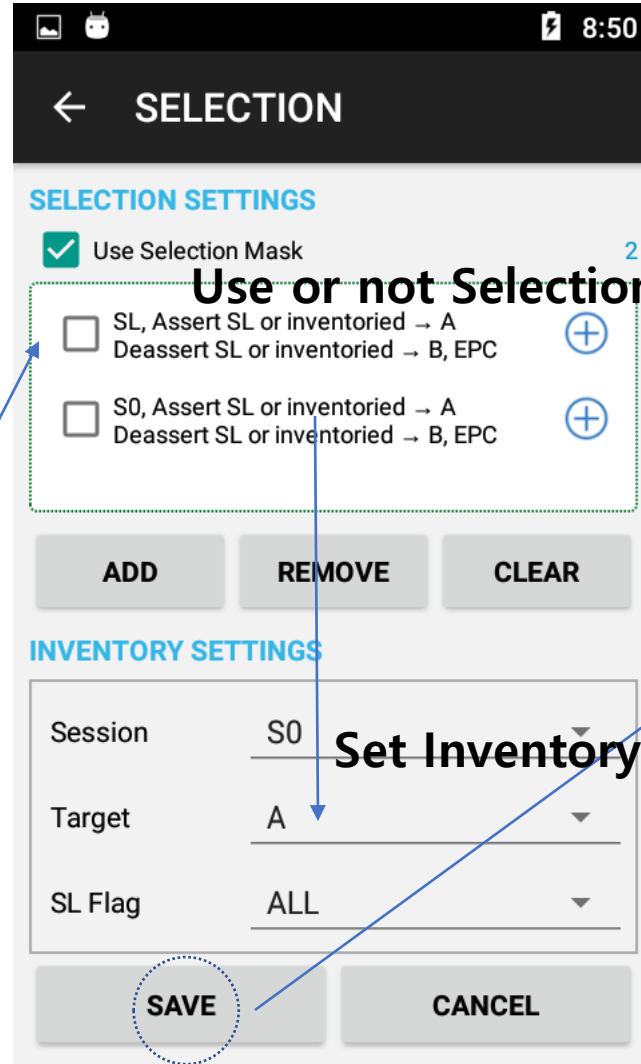 8:50
SELECTION
SELECTION SETTINGS
Use Selection Mask 2
Use or not Selection
SL, Assert SL or inventoried → A
Deassert SL or inventoried → B, EPC
S0, Assert SL or inventoried → A
Deassert SL or inventoried → B, EPC
ADD REMOVE CLEAR
INVENTORY SETTINGS
Session S0
Set Inventory
Target A
SL Flag ALL
SAVE CANCEL